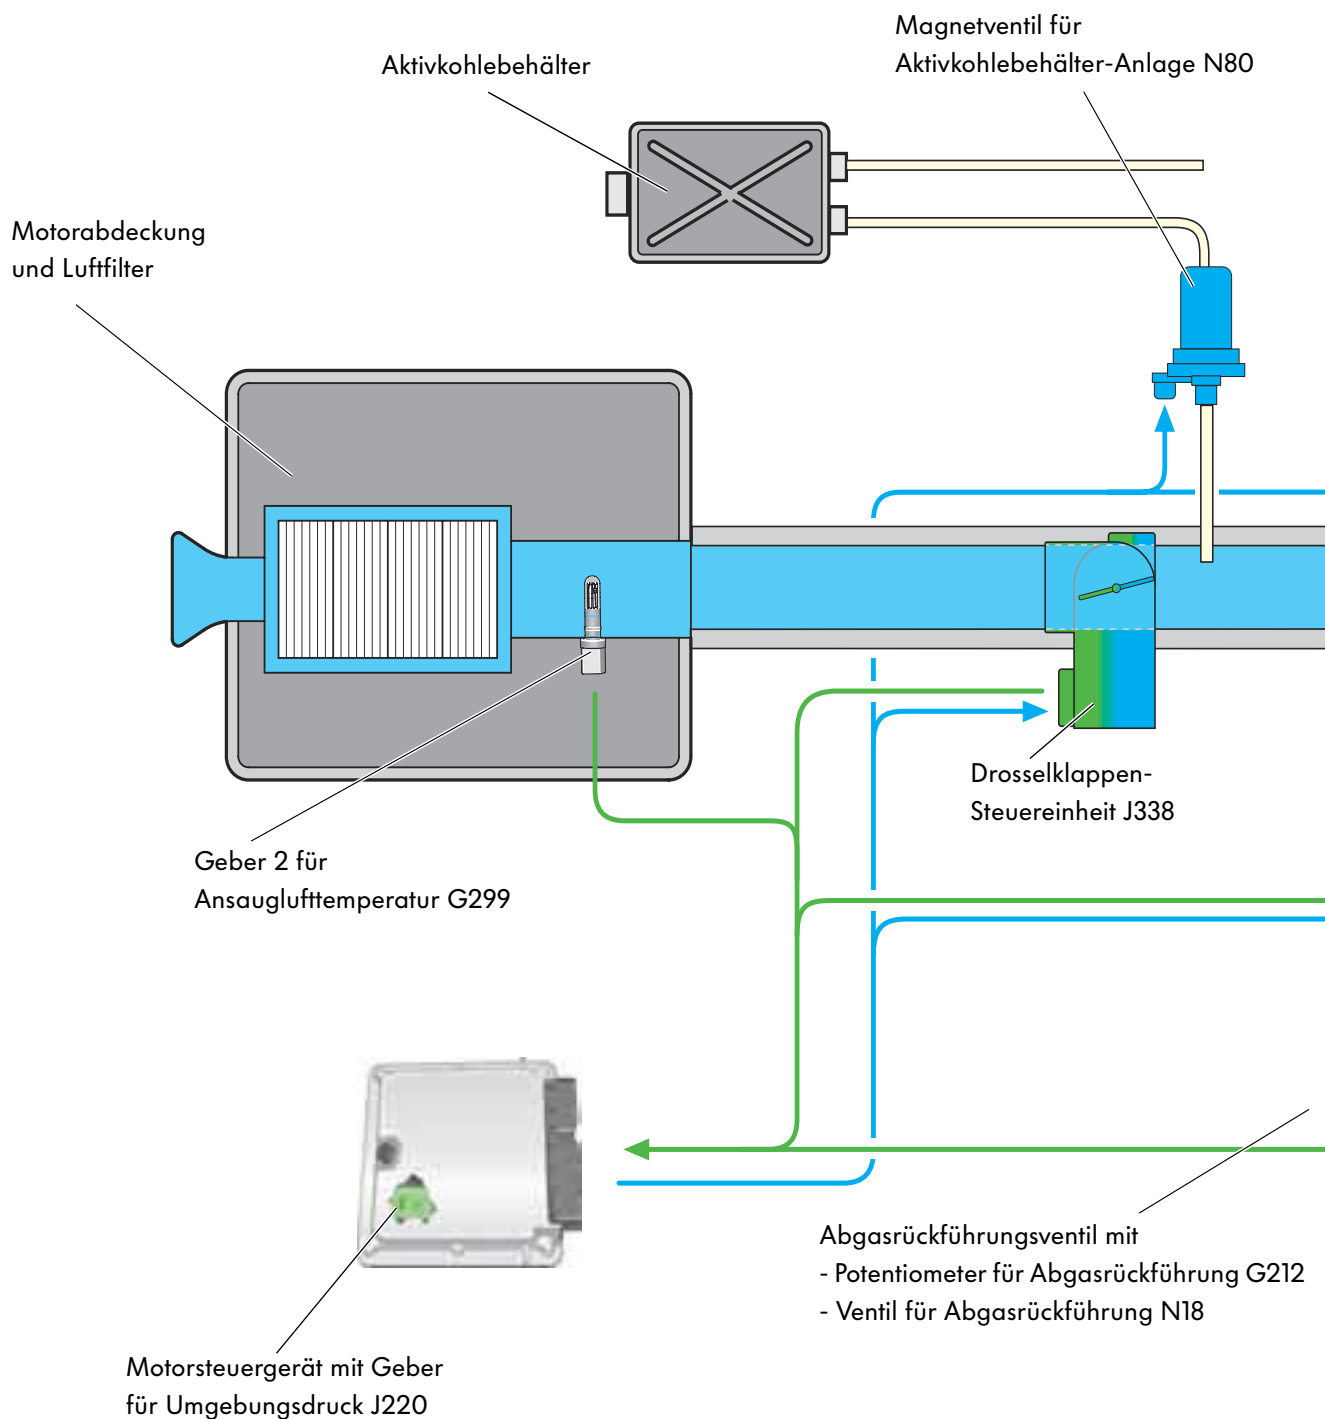 Magnetventil für
Aktivkohlebehälter-Anlage N80
Aktivkohlebehälter
Motorabdeckung
und Luftfilter
Drosselklappen-
Steuereinheit J338
Geber 2 für
Ansauglufttemperatur G299
Abgasrückführungsventil mit
- Potentiometer für Abgasrückführung G212
- Ventil für Abgasrückführung N18
Motorsteuergerät mit Geber
für Umgebungsdruck J220